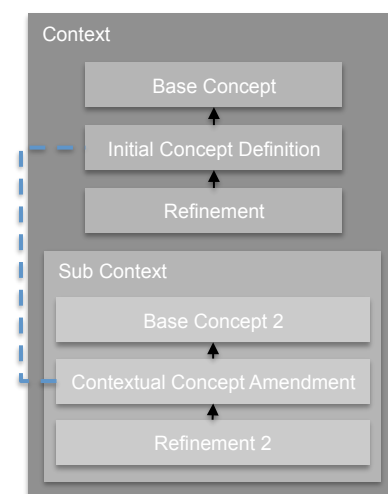 Context
Base Concept
Initial Concept Definition
Refinement
Sub Context
Base Concept 2
Contextual Concept Amendment
Refinement 2